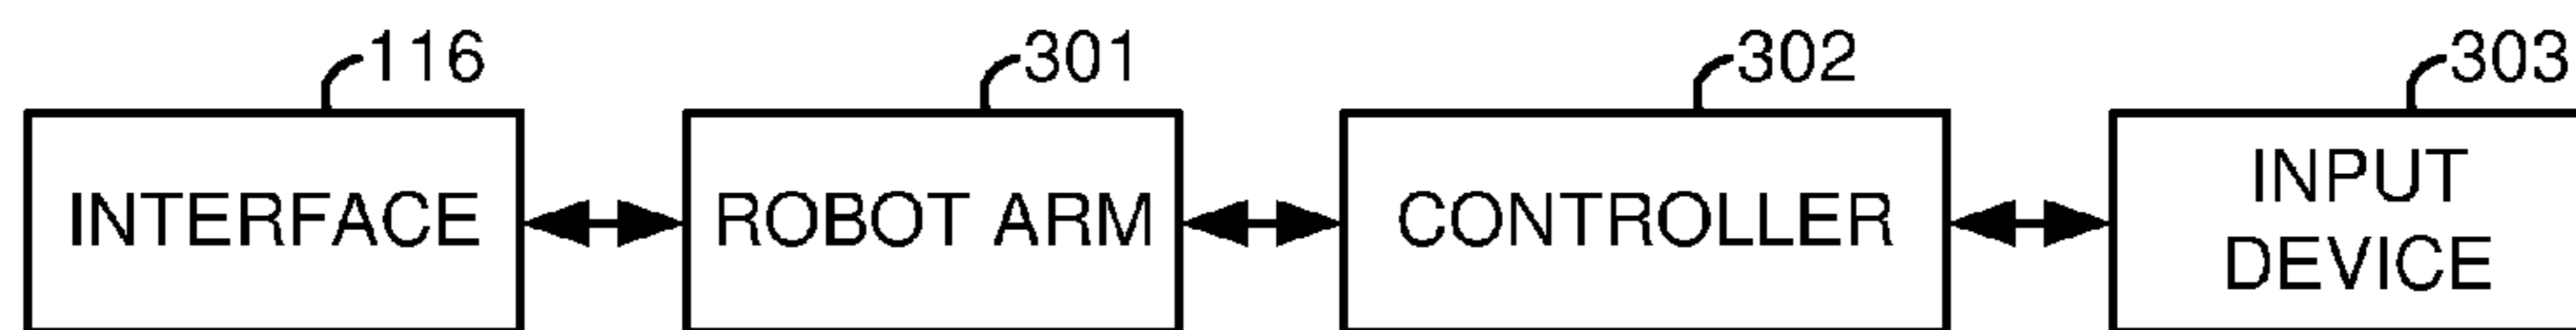 116
301
302
303
INTERFACE
ROBOT ARM
CONTROLLER
INPUT
DEVICE